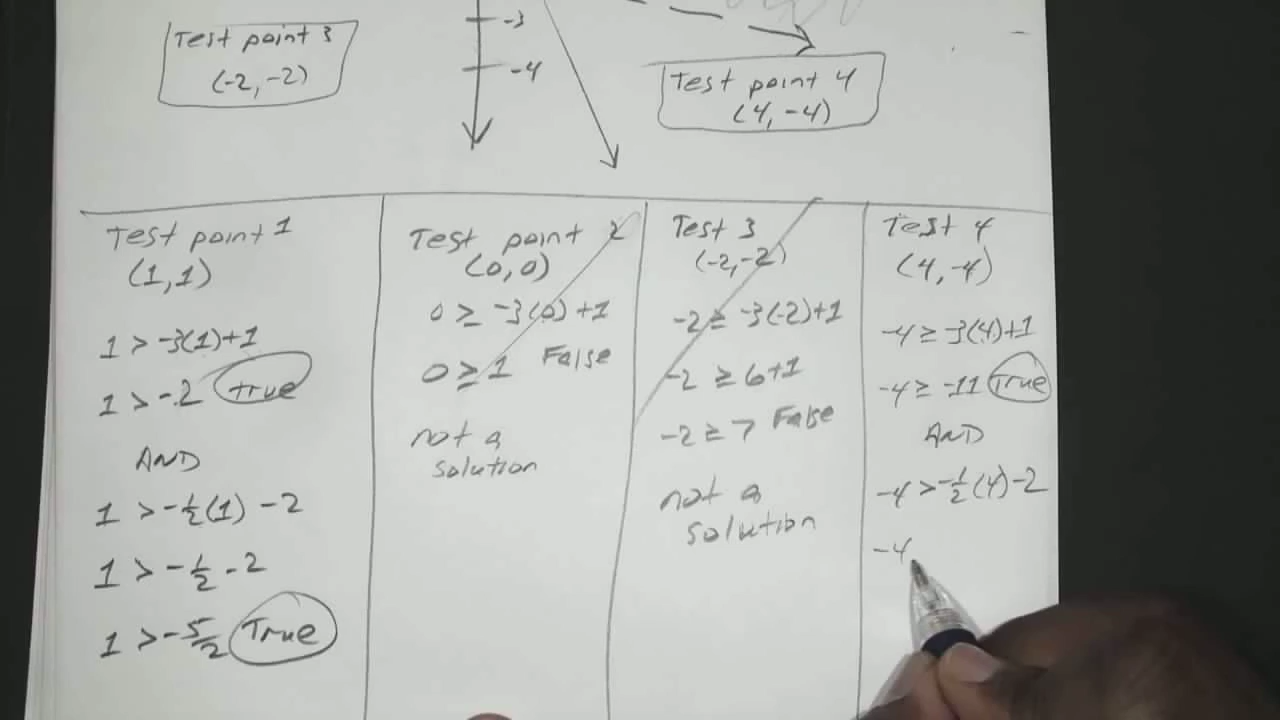 Test point 3
(-2, -2)
-3
-4
Test point 4
(4, -4)
Test point 1
(1, 1)
1 > -3(1)+1
1 > -2 True
AND
1 > -½(1) - 2
1 > -½ - 2
1 > -5/2 True
Test point 2
(0, 0)
0 ≥ -3(0)+1
0 ≥ 1 False
not a
solution
Test 3
(-2, -2)
-2 ≥ -3(-2)+1
-2 ≥ 6+1
-2 ≥ 7 False
not a
solution
Test 4
(4, -4)
-4 ≥ -3(4)+1
-4 ≥ -11 True
AND
-4 > -½(4) - 2
-4